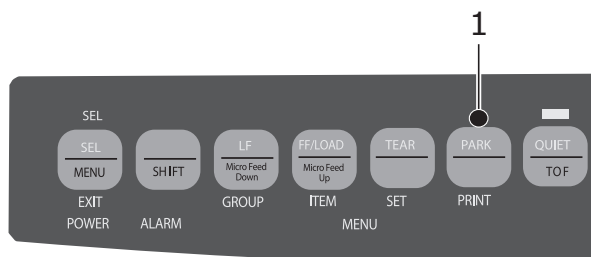 1
SEL
SEL
MENU
SHIFT
LF
Micro Feed
Down
FF/LOAD
Micro Feed
Up
TEAR
PARK
QUIET
TOF
EXIT
GROUP
ITEM
SET
PRINT
POWER
ALARM
MENU